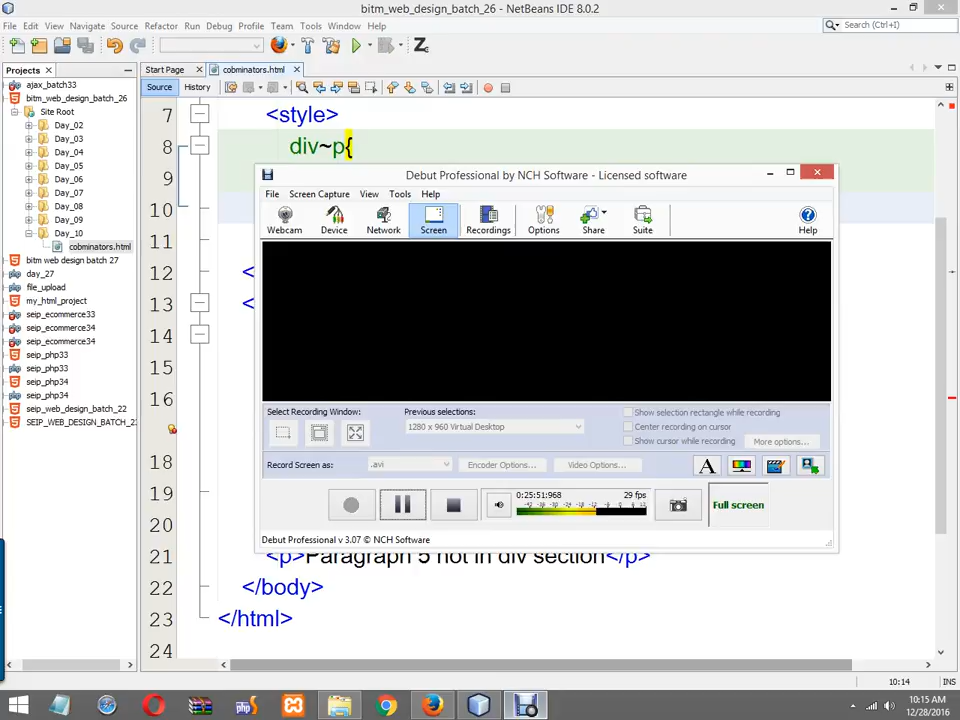 bitm_web_design_batch_26 - NetBeans IDE 8.0.2
File Edit View Navigate Source Refactor Run Debug Profile Team Tools Window Help
Search (Ctrl+I)
Projects
Start Page
cobminators.html
Source
History
ajax_batch33
bitm_web_design_batch_26
Site Root
Day_02
Day_03
Day_04
Day_05
Day_06
Day_07
Day_08
Day_09
Day_10
cobminators.html
bitm web design batch 27
day_27
file_upload
my_html_project
seip_ecommerce33
seip_ecommerce34
seip_ecommerce34
seip_php33
seip_php33
seip_php34
seip_php34
seip_web_design_batch_22
SEIP_WEB_DESIGN_BATCH_2
7 <style>
8 div~p{
9
10
11
12 <
13 <
14
15
16
18
19
20
21 <p>Paragraph 5 not in div section</p>
22 </body>
23 </html>
24
Debut Professional by NCH Software - Licensed software
File Screen Capture View Tools Help
Webcam Device Network Screen Recordings Options Share Suite Help
Select Recording Window:
Previous selections:
1280 x 960 Virtual Desktop
Show selection rectangle while recording
Center recording on cursor
Show cursor while recording
More options...
Record Screen as:
.avi
Encoder Options...
Video Options...
A
0:25:51:968
29 fps
Full screen
Debut Professional v 3.07 © NCH Software
10:14
INS
php
10:15 AM
12/28/2016